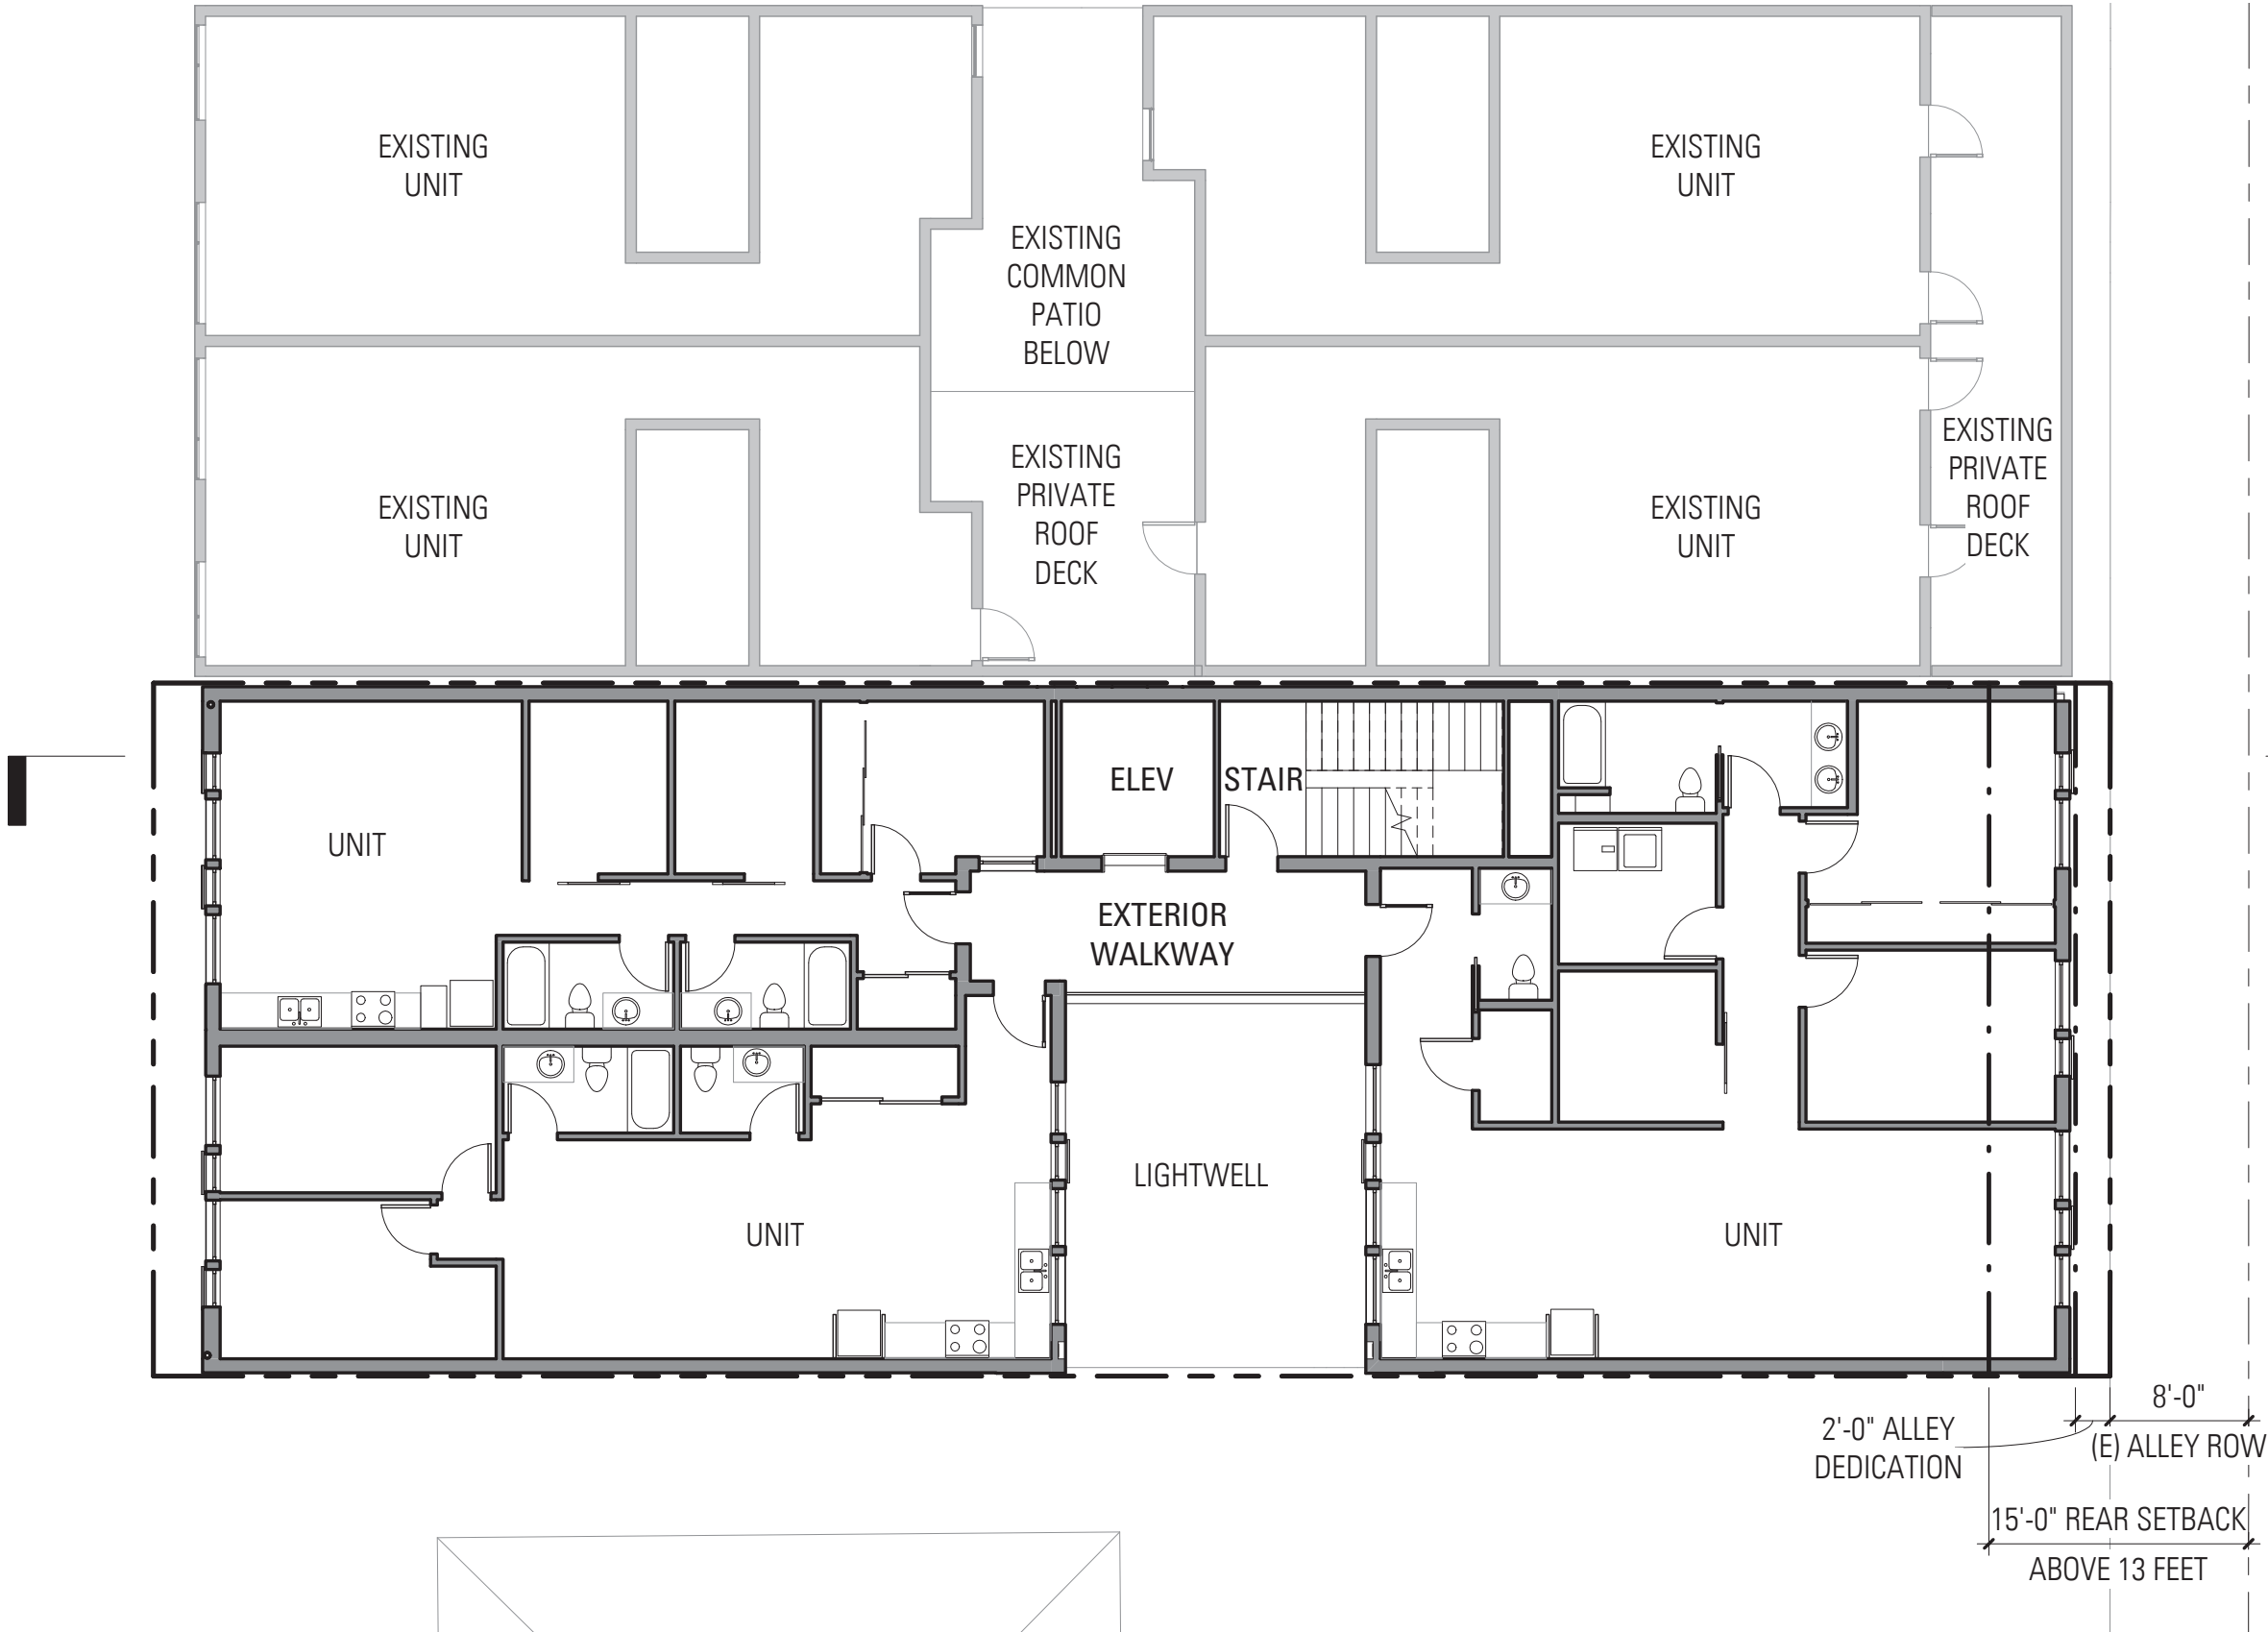 EXISTING
UNIT
EXISTING
UNIT
EXISTING
COMMON
PATIO
BELOW
EXISTING
PRIVATE
ROOF
DECK
EXISTING
PRIVATE
ROOF
DECK
EXISTING
UNIT
EXISTING
UNIT
ELEV
STAIR
UNIT
EXTERIOR
WALKWAY
LIGHTWELL
UNIT
UNIT
8'-0"
2'-0" ALLEY
DEDICATION
(E) ALLEY ROW
15'-0" REAR SETBACK
ABOVE 13 FEET